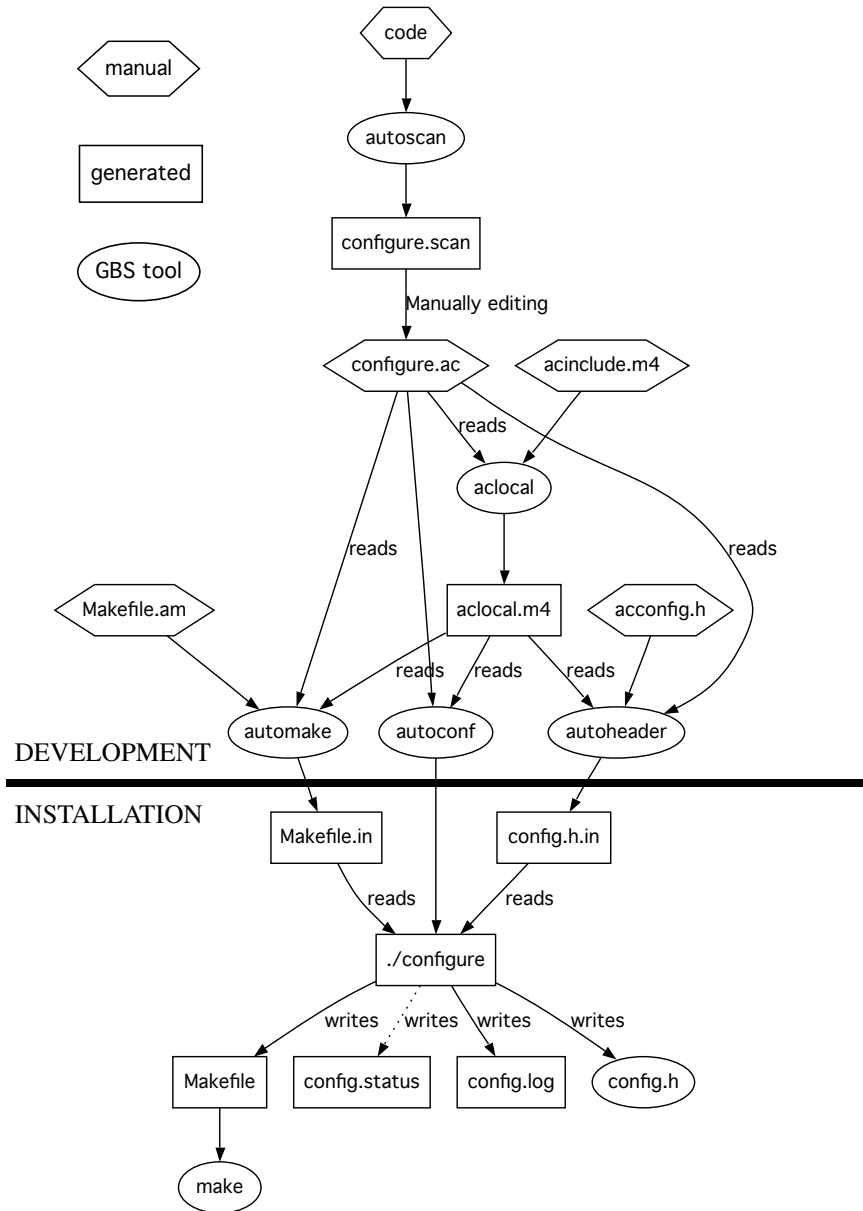 code
manual
autoscan
generated
configure.scan
GBS tool
Manually editing
configure.ac
acinclude.m4
reads
aclocal
reads
reads
Makefile.am
aclocal.m4
acconfig.h
reads
reads
reads
automake
autoconf
autoheader
DEVELOPMENT
INSTALLATION
Makefile.in
config.h.in
reads
reads
./configure
writes
writes
writes
writes
Makefile
config.status
config.log
config.h
make